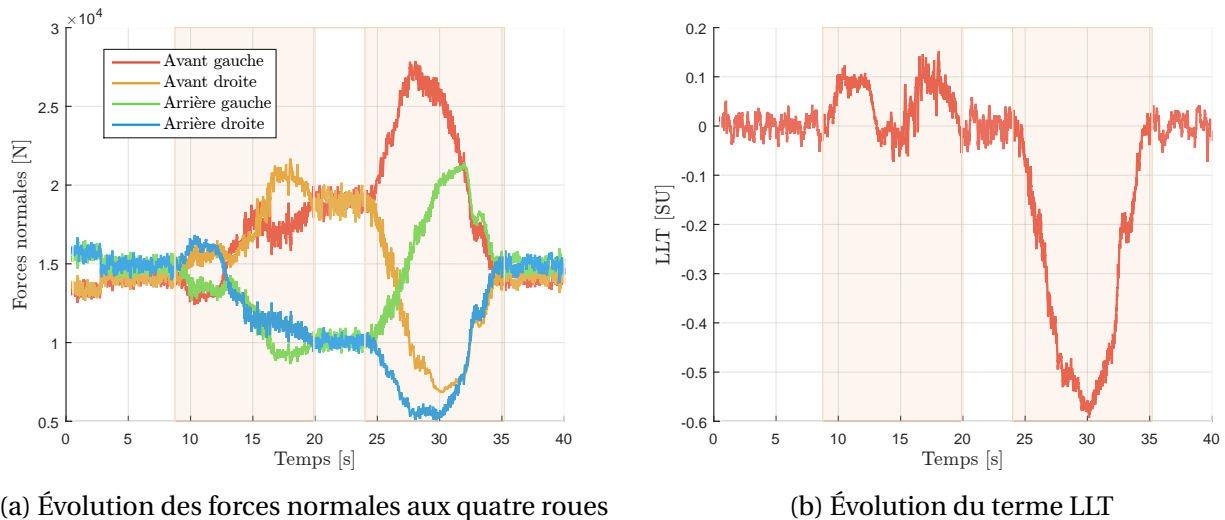 ×10⁴
3
2.5
2
1.5
1
0.5
Forces normales [N]
Avant gauche
Avant droite
Arrière gauche
Arrière droite
0 5 10 15 20 25 30 35 40
Temps [s]
(a) Évolution des forces normales aux quatre roues
0.2
0.1
0
-0.1
-0.2
-0.3
-0.4
-0.5
-0.6
LLT [SU]
0 5 10 15 20 25 30 35 40
Temps [s]
(b) Évolution du terme LLT